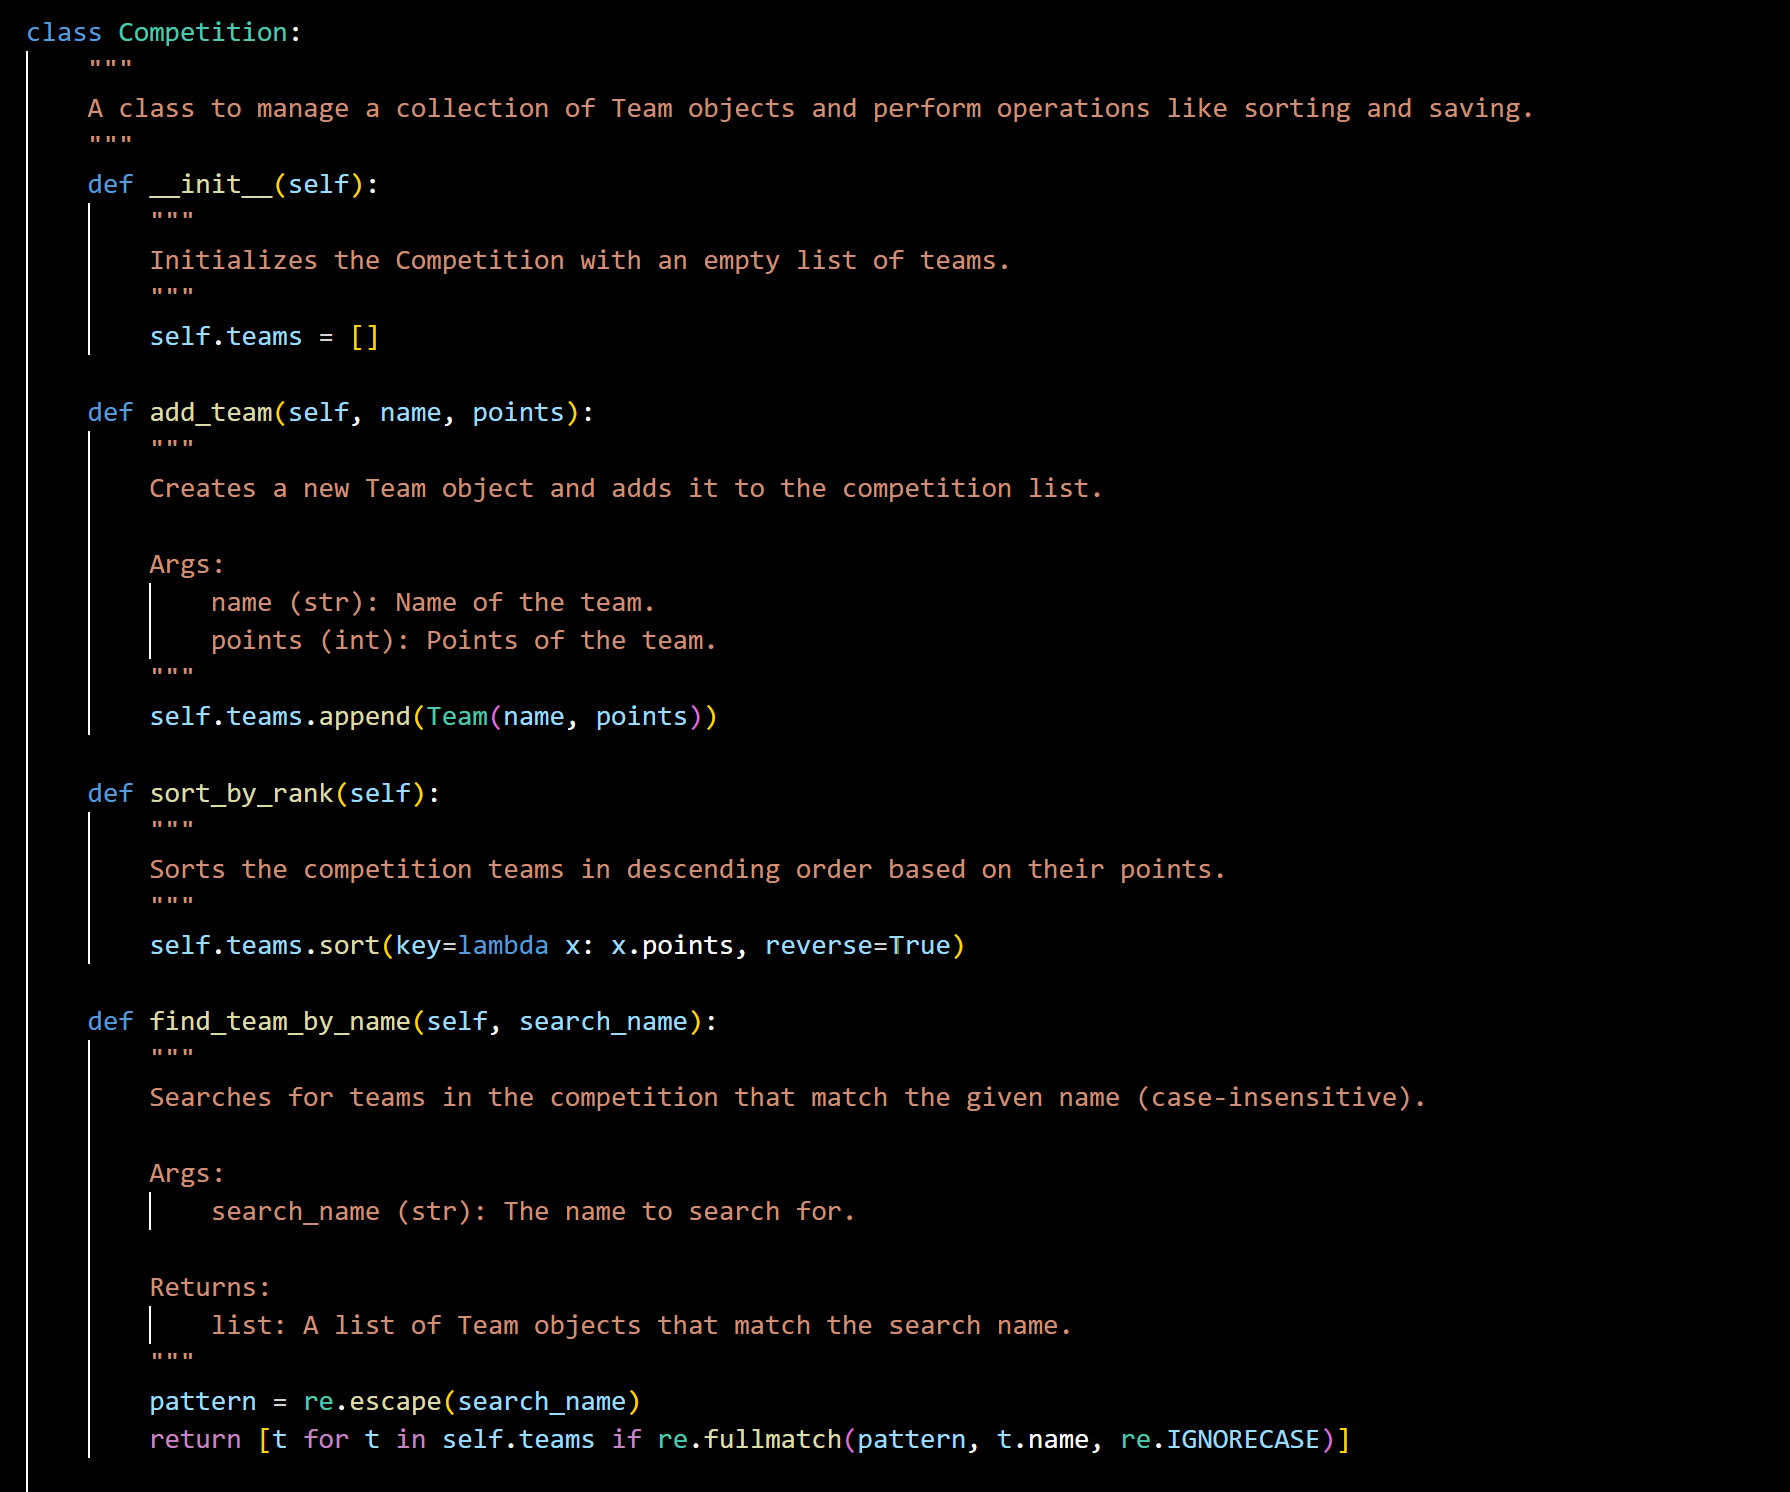 class Competition:
    """
    A class to manage a collection of Team objects and perform operations like sorting and saving.
    """
    def __init__(self):
        """
        Initializes the Competition with an empty list of teams.
        """
        self.teams = []

    def add_team(self, name, points):
        """
        Creates a new Team object and adds it to the competition list.

        Args:
            name (str): Name of the team.
            points (int): Points of the team.
        """
        self.teams.append(Team(name, points))

    def sort_by_rank(self):
        """
        Sorts the competition teams in descending order based on their points.
        """
        self.teams.sort(key=lambda x: x.points, reverse=True)

    def find_team_by_name(self, search_name):
        """
        Searches for teams in the competition that match the given name (case-insensitive).

        Args:
            search_name (str): The name to search for.

        Returns:
            list: A list of Team objects that match the search name.
        """
        pattern = re.escape(search_name)
        return [t for t in self.teams if re.fullmatch(pattern, t.name, re.IGNORECASE)]